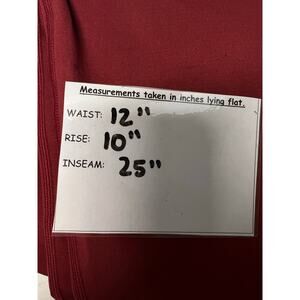 Measurements taken in inches lying flat.
WAIST: 12"
RISE: 10"
INSEAM: 25"